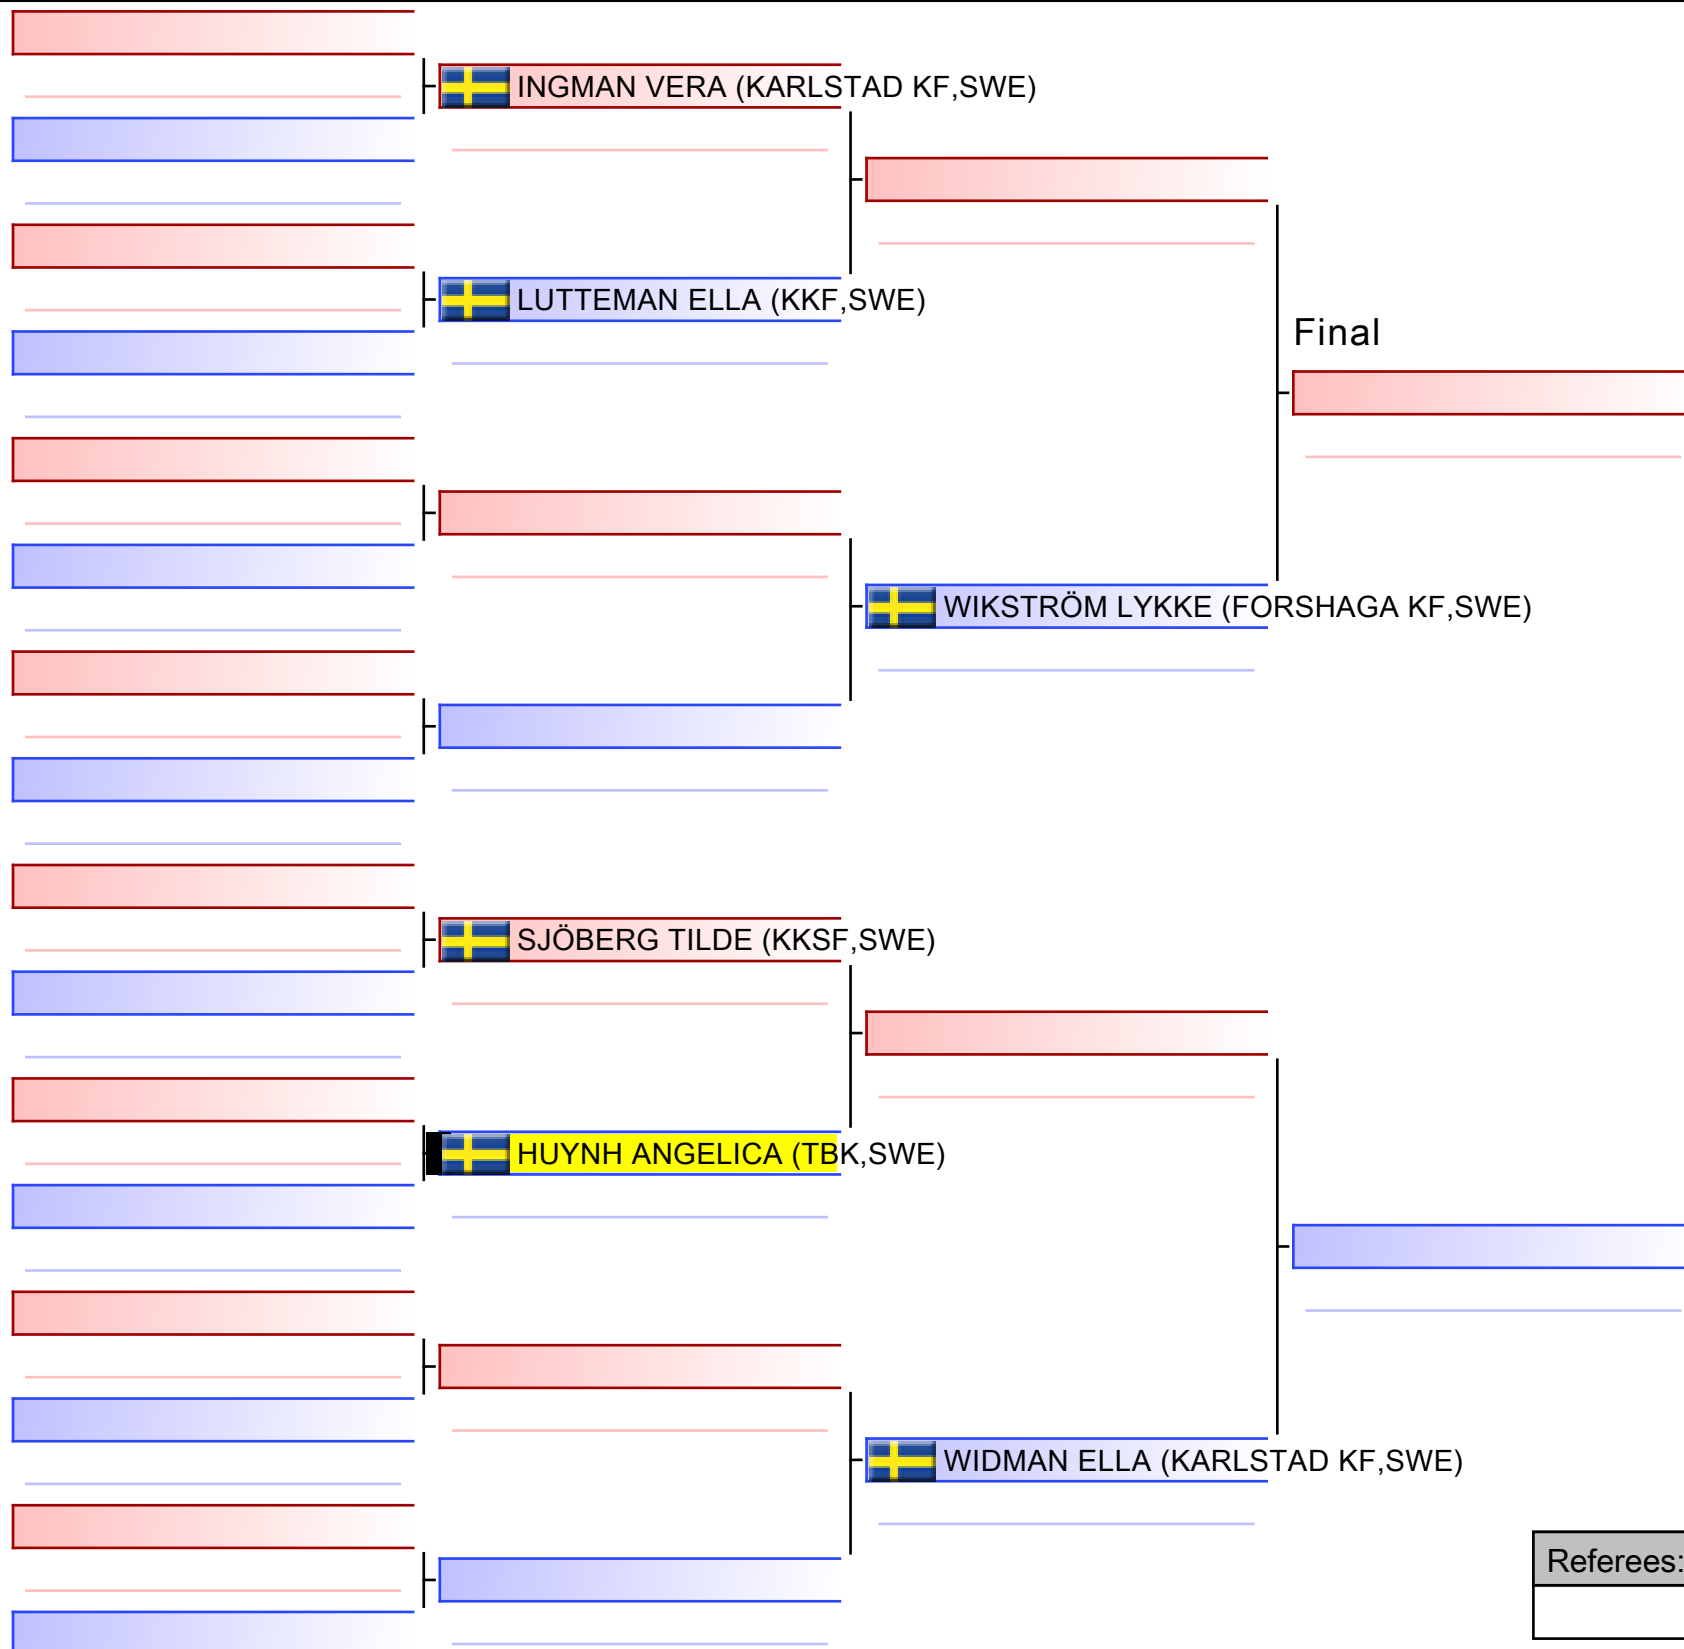 INGMAN VERA (KARLSTAD KF,SWE)
LUTTEMAN ELLA (KKF,SWE)
Final
WIKSTRÖM LYKKE (FORSHAGA KF,SWE)
SJÖBERG TILDE (KKSF,SWE)
HUYNH ANGELICA (TBK,SWE)
WIDMAN ELLA (KARLSTAD KF,SWE)
Referees: